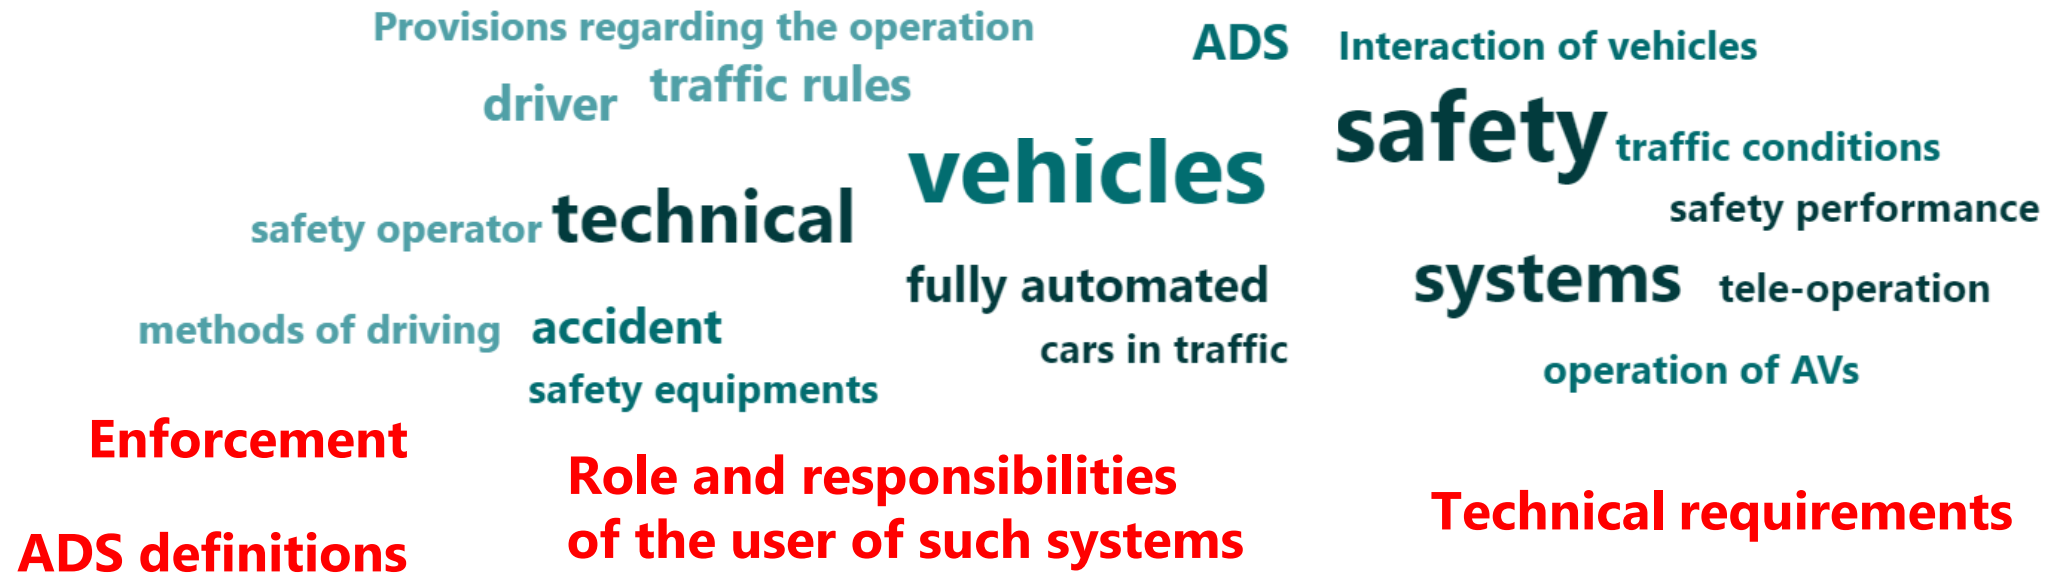 Provisions regarding the operation
ADS
Interaction of vehicles
driver
traffic rules
safety
traffic conditions
vehicles
safety operator
technical
safety performance
fully automated
systems
tele-operation
methods of driving
accident
cars in traffic
safety equipments
operation of AVs
Enforcement
Role and responsibilities
of the user of such systems
Technical requirements
ADS definitions